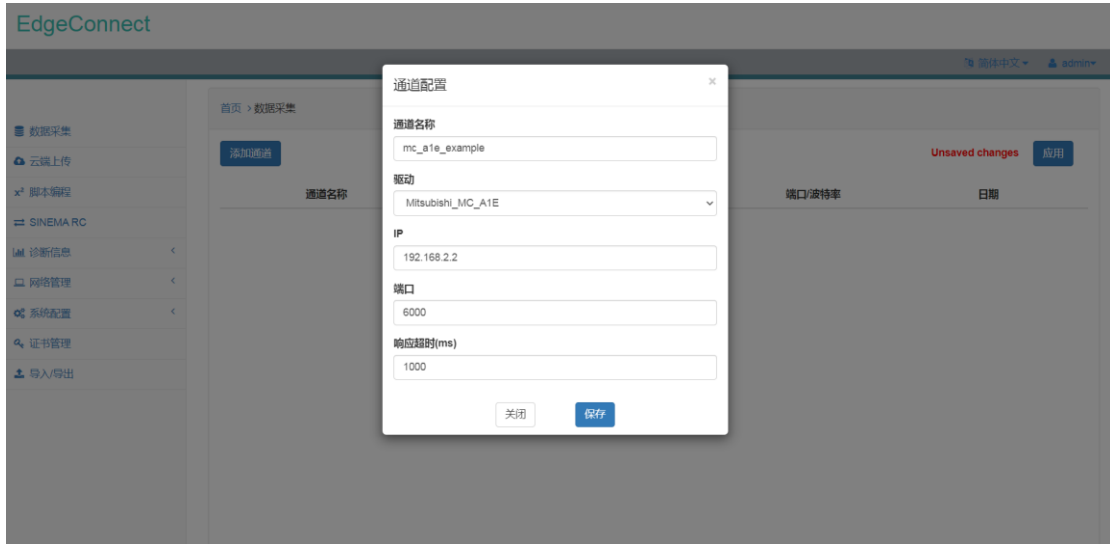 EdgeConnect
简体中文
admin
首页 > 数据采集
数据采集
云端上传
脚本编程
SINEMA RC
诊断信息
网络管理
系统配置
证书管理
导入/导出
添加通道
Unsaved changes
应用
通道名称
端口/波特率
日期
通道配置
×
通道名称
mc_a1e_example
驱动
Mitsubishi_MC_A1E
IP
192.168.2.2
端口
6000
响应超时(ms)
1000
关闭
保存